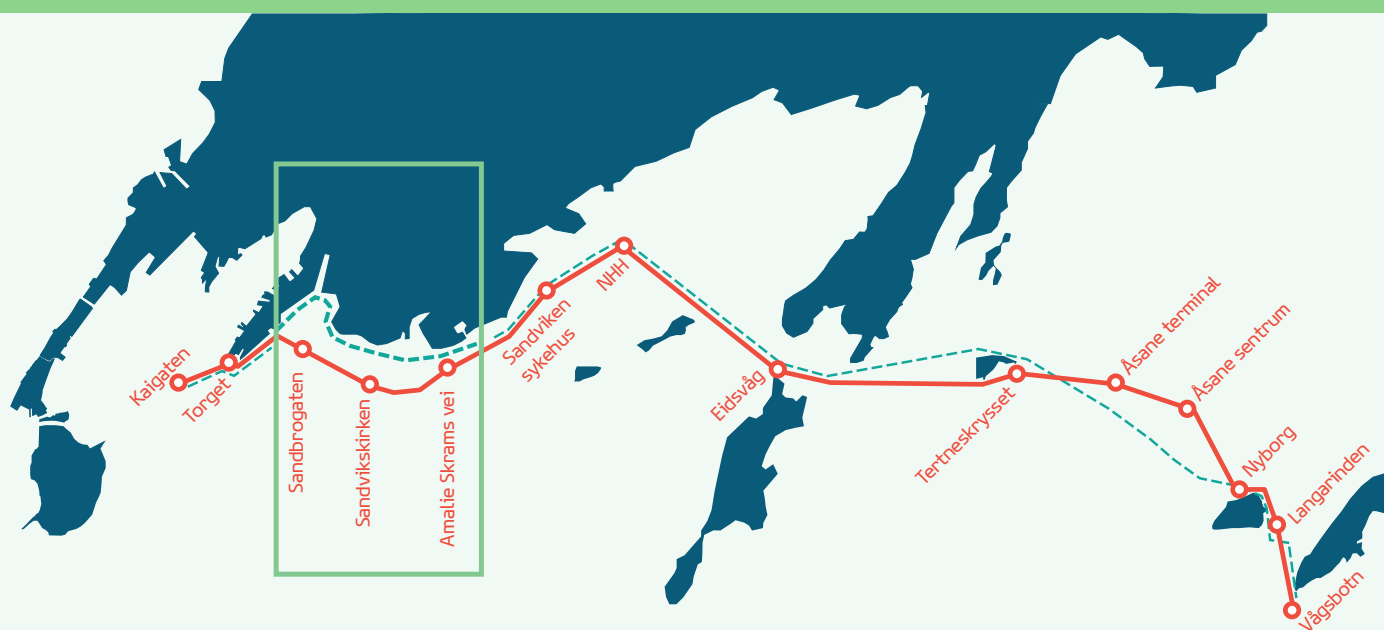 Kaigaten
Torget
Sandbrogaten
Sandvikskirken
Amalie Skrams vei
Sandviken
sykehus
NHH
Eidsvåg
Tertneskrysset
Åsane terminal
Åsane sentrum
Nyborg
Langarinden
Vågsbotn